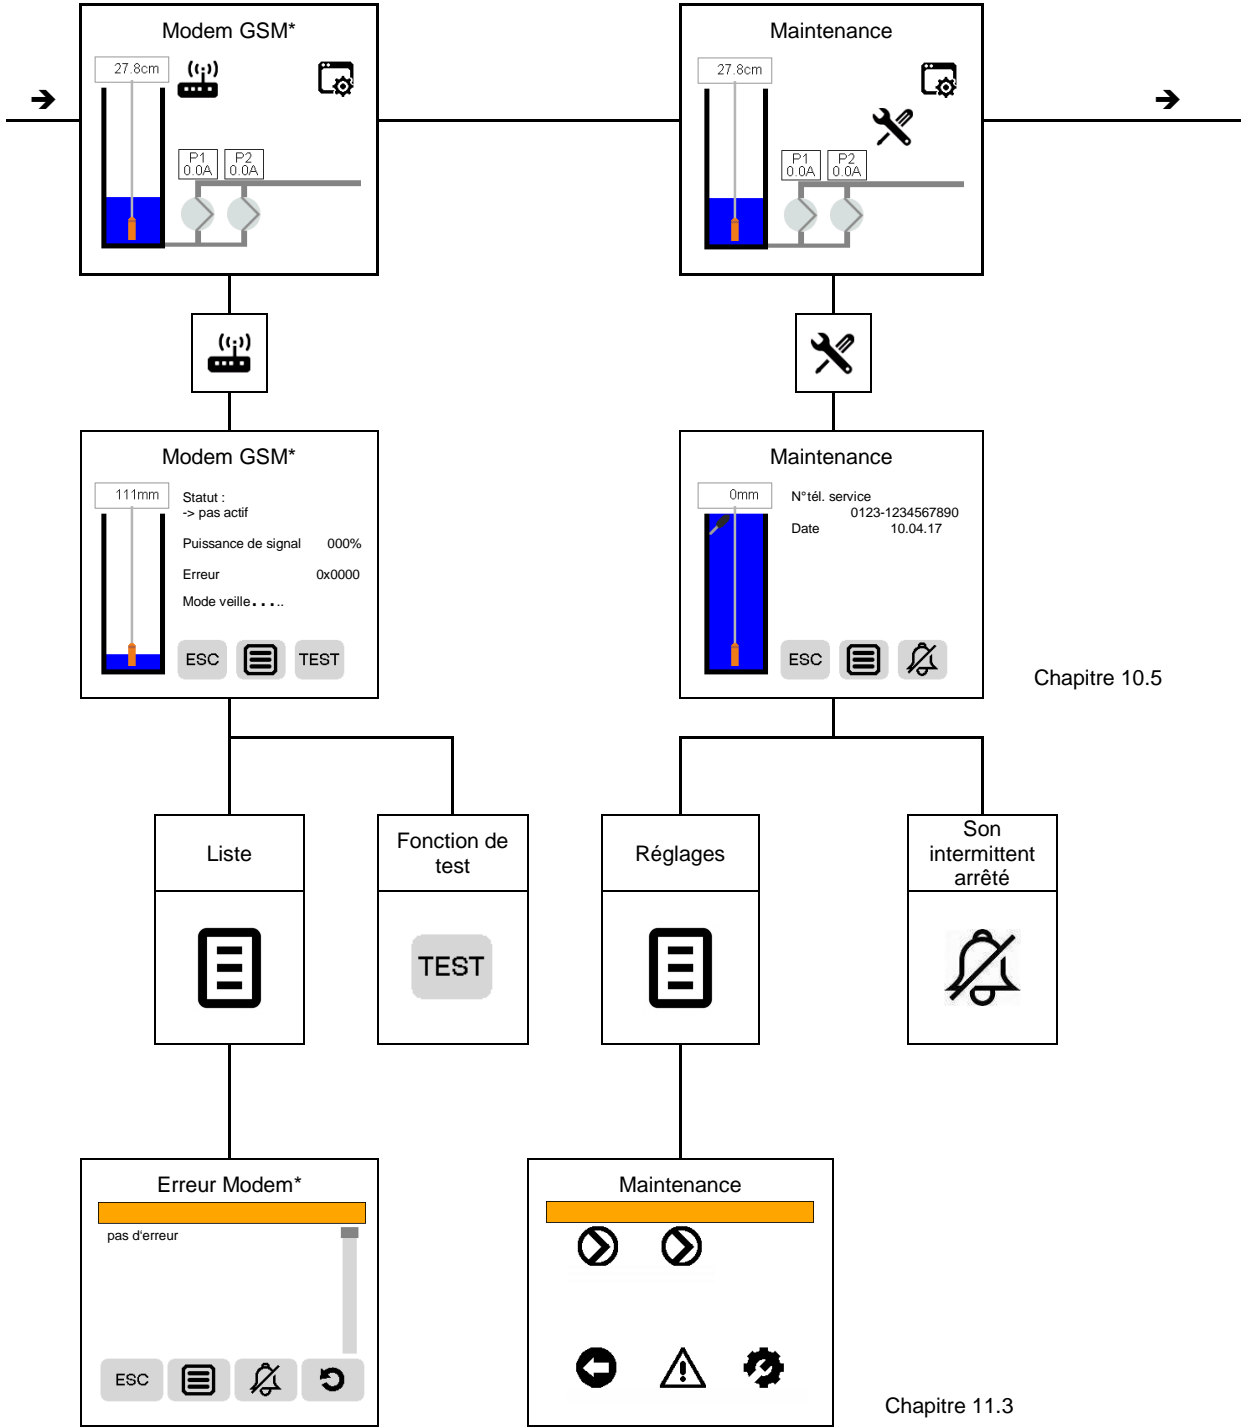 Modem GSM*
27.8cm
P1
0.0A
P2
0.0A
Maintenance
27.8cm
P1
0.0A
P2
0.0A
Modem GSM*
111mm
Statut :
-> pas actif
Puissance de signal 000%
Erreur 0x0000
Mode veille.....
ESC
TEST
Maintenance
0mm
N°tél. service
0123-1234567890
Date 10.04.17
ESC
Chapitre 10.5
Liste
Fonction de
test
TEST
Réglages
Son
intermittent
arrêté
Erreur Modem*
pas d'erreur
ESC
Maintenance
Chapitre 11.3